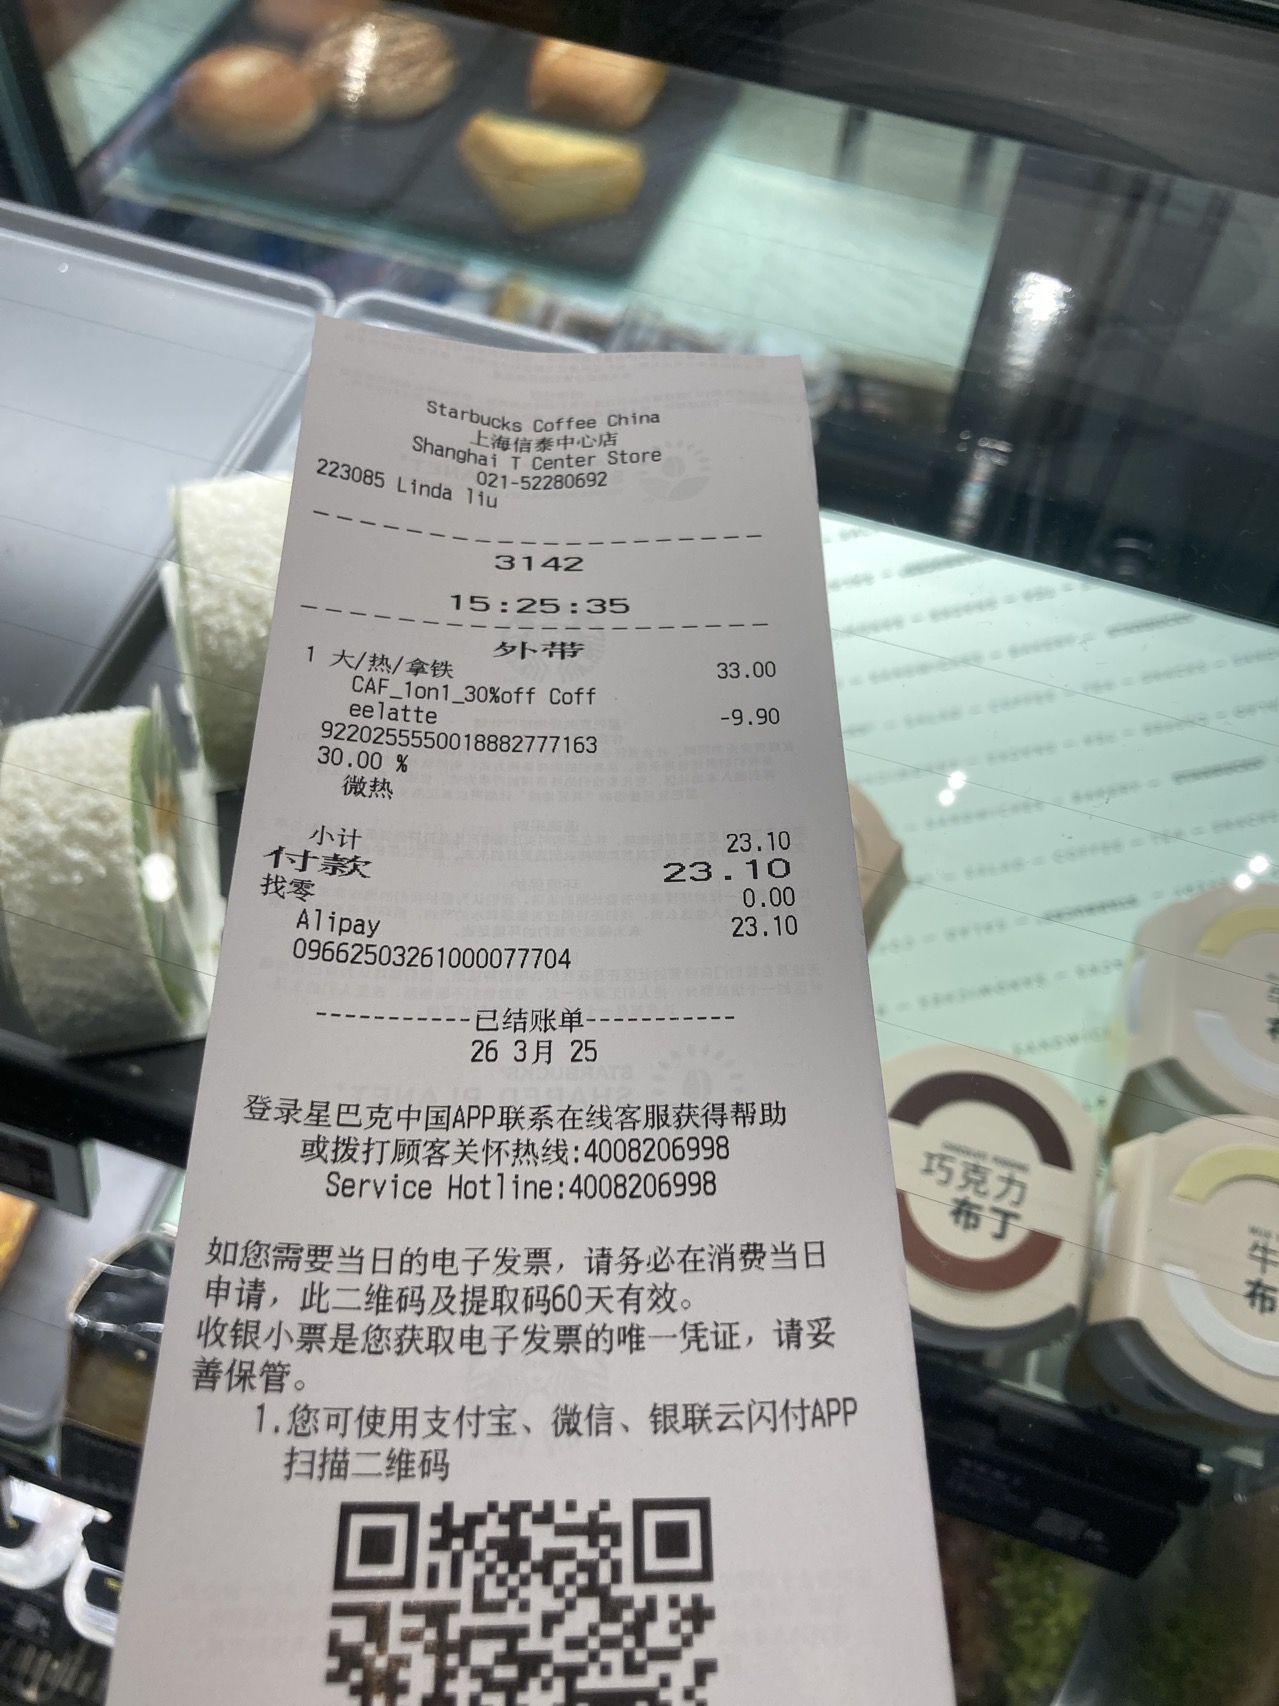 Starbucks Coffee China
上海信泰中心店
Shanghai T Center Store
021-52280692
223085 Linda liu
3142
15:25:35
外带
1 大/热/拿铁 33.00
CAF_1on1_30%off Coff
eelatte -9.90
9220255550018882777163
30.00 %
微热
小计 23.10
付款 23.10
找零 0.00
Alipay 23.10
09662503261000077704
-----------已结账单-----------
26 3月 25
登录星巴克中国APP联系在线客服获得帮助
或拨打顾客关怀热线:4008206998
Service Hotline:4008206998
如您需要当日的电子发票，请务必在消费当日
申请，此二维码及提取码60天有效。
收银小票是您获取电子发票的唯一凭证，请妥
善保管。
1.您可使用支付宝、微信、银联云闪付APP
扫描二维码
巧克力
布丁
牛
布